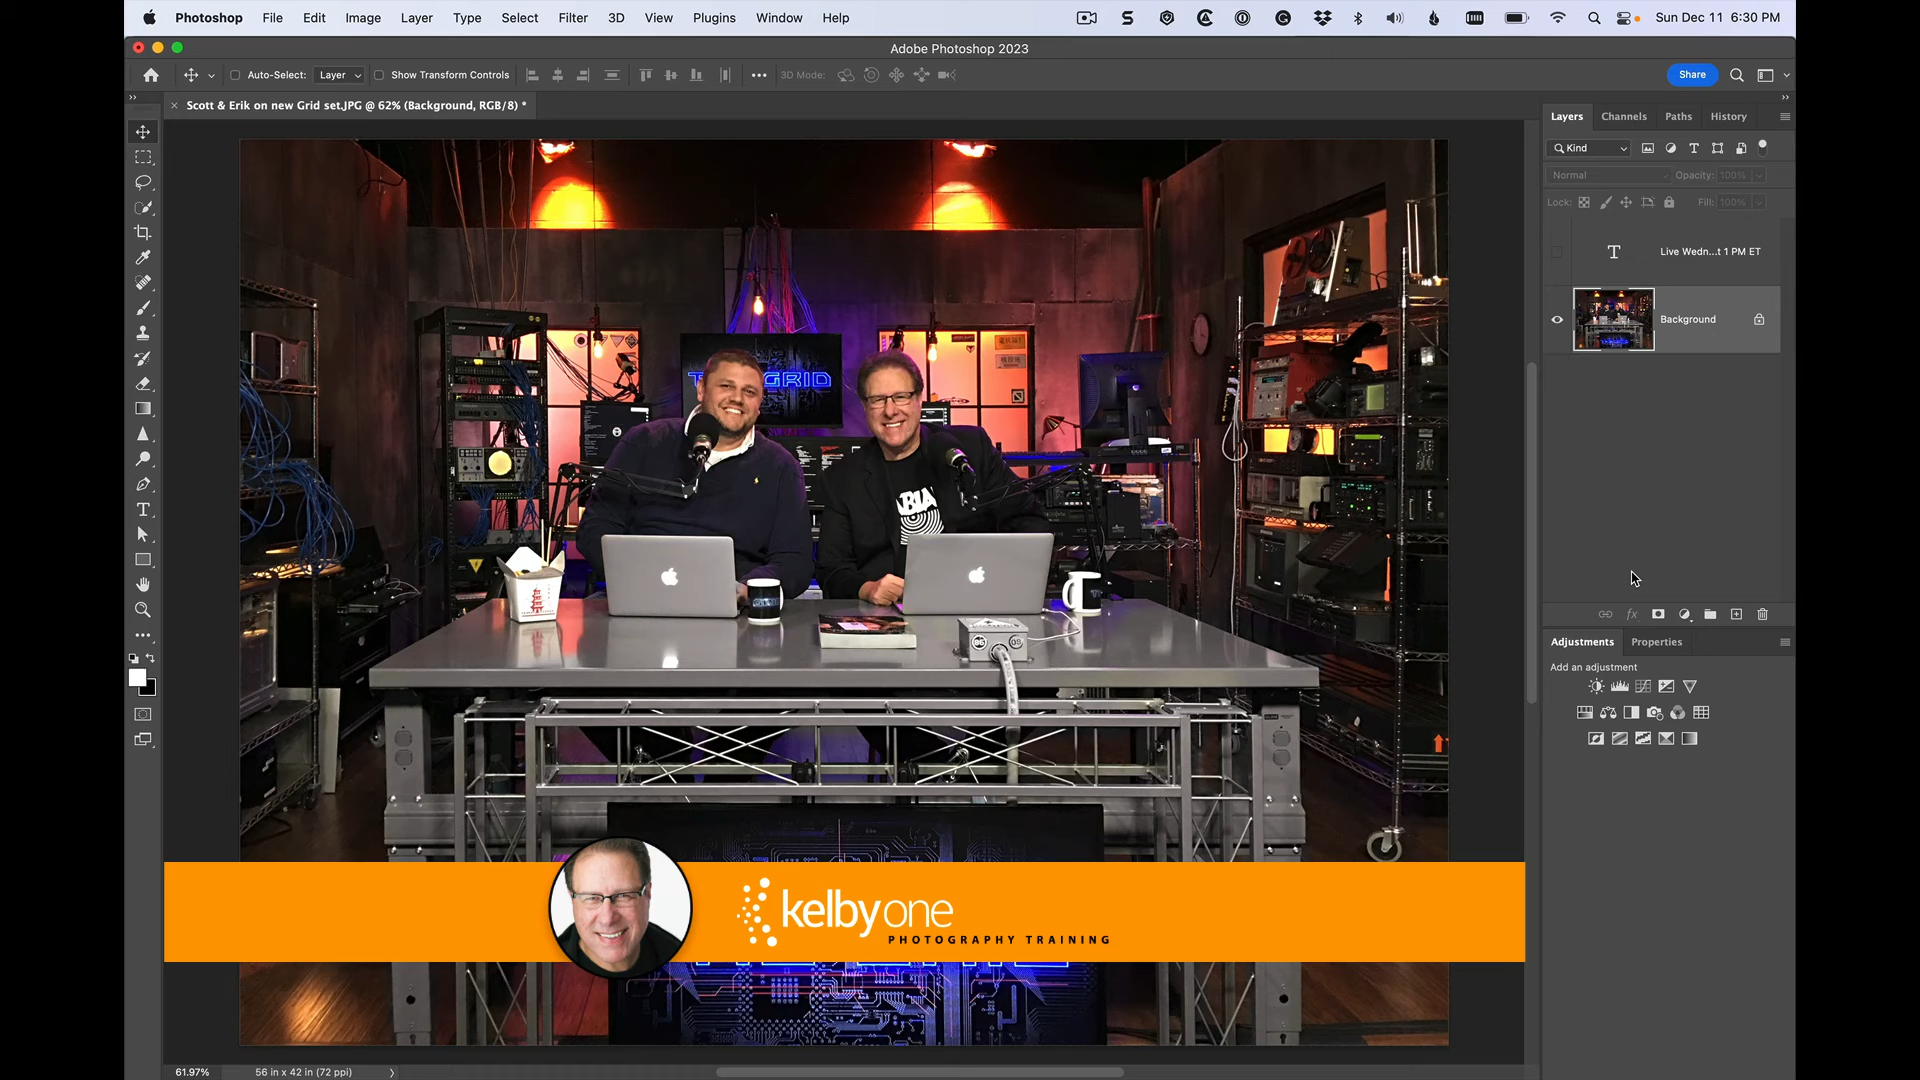 Photoshop File Edit Image Layer Type Select Filter 3D View Plugins Window Help Sun Dec 11 6:30 PM
Adobe Photoshop 2023
Auto-Select: Layer Show Transform Controls 3D Mode: Share
Scott & Erik on new Grid set.JPG @ 62% (Background, RGB/8) *
Layers Channels Paths History
Kind
Normal Opacity: 100%
Lock: Fill: 100%
Live Wedn...t 1 PM ET
Background
GRID
BIA
Adjustments Properties
Add an adjustment
kelbyone
PHOTOGRAPHY TRAINING
61.97% 56 in x 42 in (72 ppi)